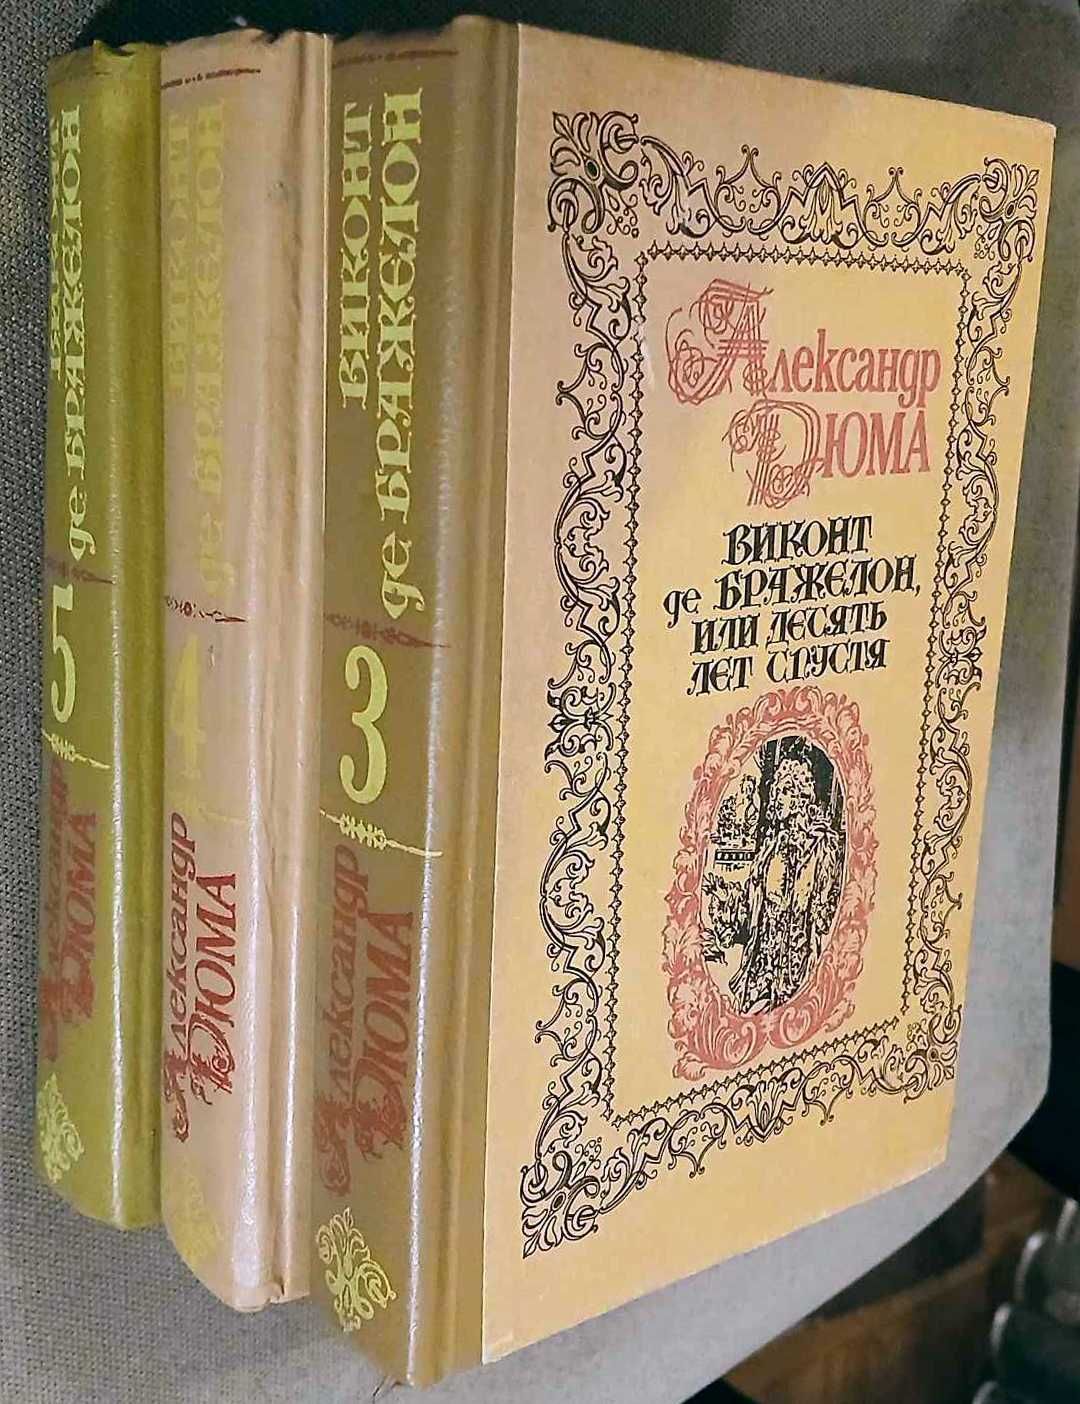 ВИКОНТ
де БРАЖЕЛОН
5
Александр
ДЮМА
ВИКОНТ
де БРАЖЕЛОН
4
Александр
ДЮМА
ВИКОНТ
де БРАЖЕЛОН
3
Александр
ДЮМА
Александр
ДЮМА
ВИКОНТ
де БРАЖЕЛОН,
ИЛИ ДЕСЯТЬ
ЛЕТ СПУСТЯ